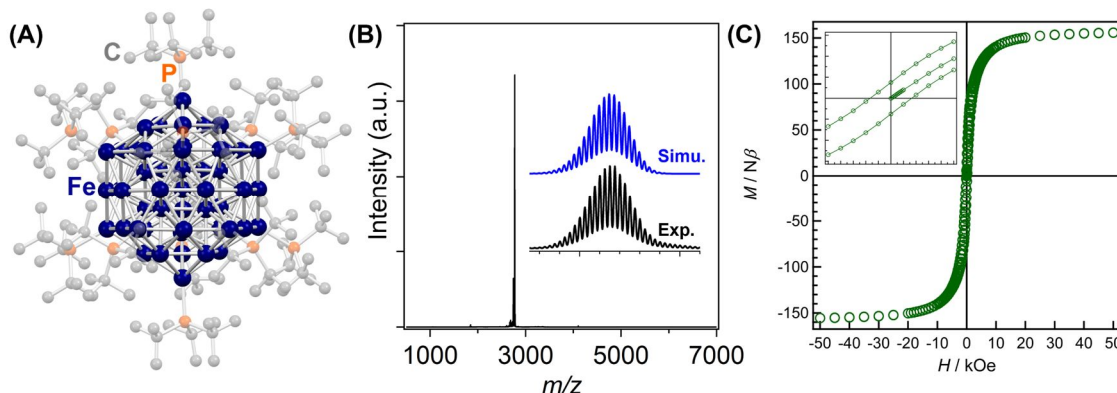 (A)
C
P
Fe
(B)
Intensity (a.u.)
Simu.
Exp.
1000 3000 5000 7000
m/z
(C)
M / Nβ
150
100
50
0
-50
-100
-150
-50 -40 -30 -20 -10 0 10 20 30 40 50
H / kOe